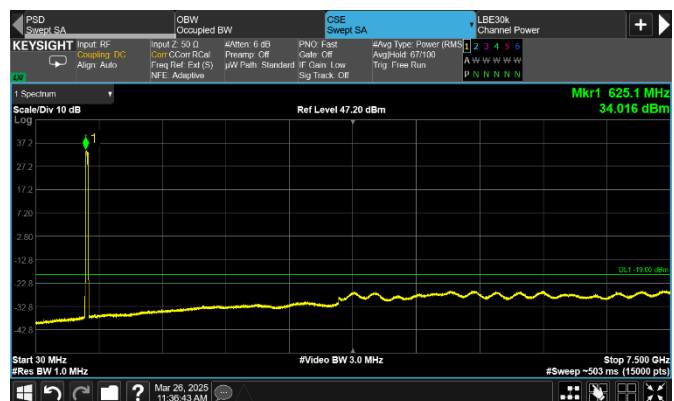 PSD OBW CSE LBE30k
Swept SA Occupied BW Swept SA Channel Power
KEYSIGHT Input: RF Input Z: 50 Ω #Atten: 6 dB PNO: Fast #Avg Type: Power (RMS 1 2 3 4 5 6
Coupling: DC Corr CCorr RCal Preamp: Off Gate: Off Avg|Hold: 67/100
Align: Auto Freq Ref: Ext (S) µW Path: Standard IF Gain: Low Trig: Free Run A W W W W W W
NFE: Adaptive Sig Track: Off P N N N N N N
LXI
1 Spectrum Mkr1 625.1 MHz
Scale/Div 10 dB Ref Level 47.20 dBm 34.016 dBm
Log
1
37.2
27.2
17.2
7.20
-2.80
-12.8
DL1 -19.00 dBm
-22.8
-32.8
-42.8
Start 30 MHz #Video BW 3.0 MHz Stop 7.500 GHz
#Res BW 1.0 MHz #Sweep ~503 ms (15000 pts)
? Mar 26, 2025
11:36:43 AM